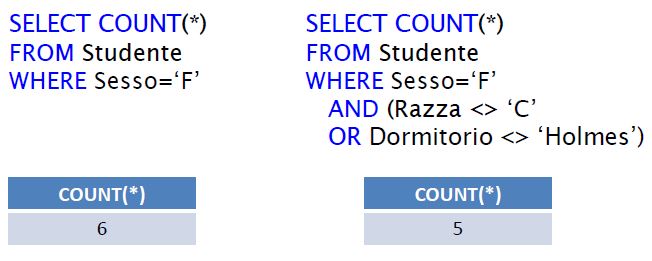 SELECT COUNT(*)
FROM Studente
WHERE Sesso=‘F’
COUNT(*)
6
SELECT COUNT(*)
FROM Studente
WHERE Sesso=‘F’
AND (Razza <> ‘C’
OR Dormitorio <> ‘Holmes’)
COUNT(*)
5